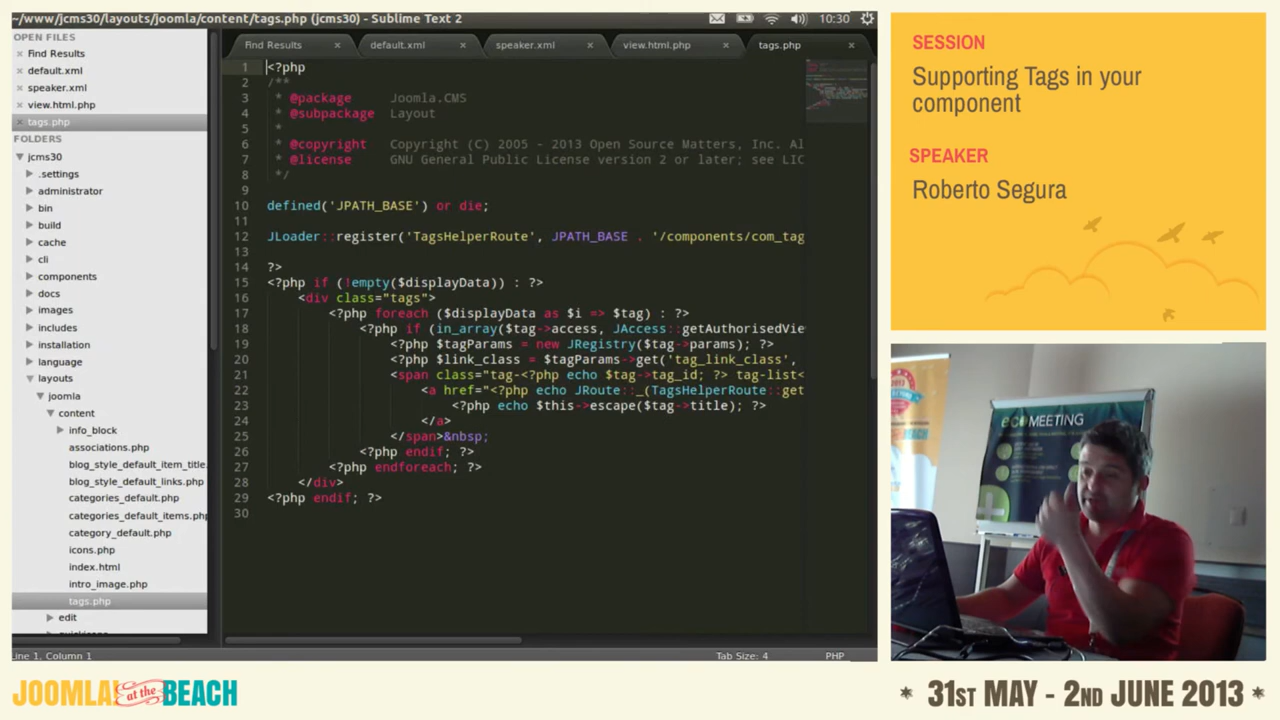 ~/www/jcms30/layouts/joomla/content/tags.php (jcms30) - Sublime Text 2
10:30
OPEN FILES
Find Results
default.xml
speaker.xml
view.html.php
tags.php
FOLDERS
jcms30
.settings
administrator
bin
build
cache
cli
components
docs
images
includes
installation
language
layouts
joomla
content
info_block
associations.php
blog_style_default_item_title.
blog_style_default_links.php
categories_default.php
categories_default_items.php
category_default.php
icons.php
index.html
intro_image.php
tags.php
edit
Find Results
default.xml
speaker.xml
view.html.php
tags.php
1 <?php
2 /**
3 * @package Joomla.CMS
4 * @subpackage Layout
5 *
6 * @copyright Copyright (C) 2005 - 2013 Open Source Matters, Inc. Al
7 * @license GNU General Public License version 2 or later; see LIC
8 */
9
10 defined('JPATH_BASE') or die;
11
12 JLoader::register('TagsHelperRoute', JPATH_BASE . '/components/com_tag
13
14 ?>
15 <?php if (!empty($displayData)) : ?>
16 <div class="tags">
17 <?php foreach ($displayData as $i => $tag) : ?>
18 <?php if (in_array($tag->access, JAccess::getAuthorisedVie
19 <?php $tagParams = new JRegistry($tag->params); ?>
20 <?php $link_class = $tagParams->get('tag_link_class',
21 <span class="tag-<?php echo $tag->tag_id; ?> tag-list<
22 <a href="<?php echo JRoute::_(TagsHelperRoute::get
23 <?php echo $this->escape($tag->title); ?>
24 </a>
25 </span>&nbsp;
26 <?php endif; ?>
27 <?php endforeach; ?>
28 </div>
29 <?php endif; ?>
30
Line 1, Column 1
Tab Size: 4
PHP
SESSION
Supporting Tags in your
component
SPEAKER
Roberto Segura
eco MEETING
JOOMLA! at the BEACH
* 31ST MAY - 2ND JUNE 2013 *